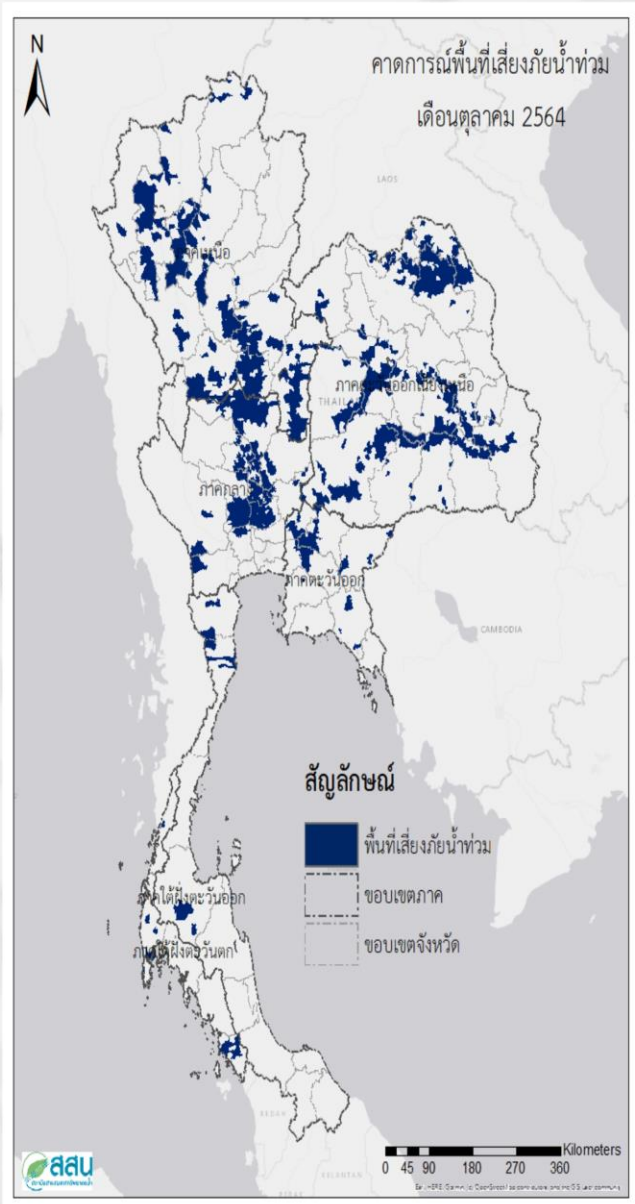 N
คาดการณ์พื้นที่เสี่ยงภัยน้ำท่วม
เดือนตุลาคม 2564
LAOS
ภาคเหนือ
ภาคตะวันออกเฉียงเหนือ
THAILAND
ภาคกลาง
ภาคตะวันออก
CAMBODIA
สัญลักษณ์
พื้นที่เสี่ยงภัยน้ำท่วม
ขอบเขตภาค
ขอบเขตจังหวัด
ภาคใต้ฝั่งตะวันออก
ภาคใต้ฝั่งตะวันตก
KEDAH
KELANTAN
สสน
Kilometers
0 45 90 180 270 360